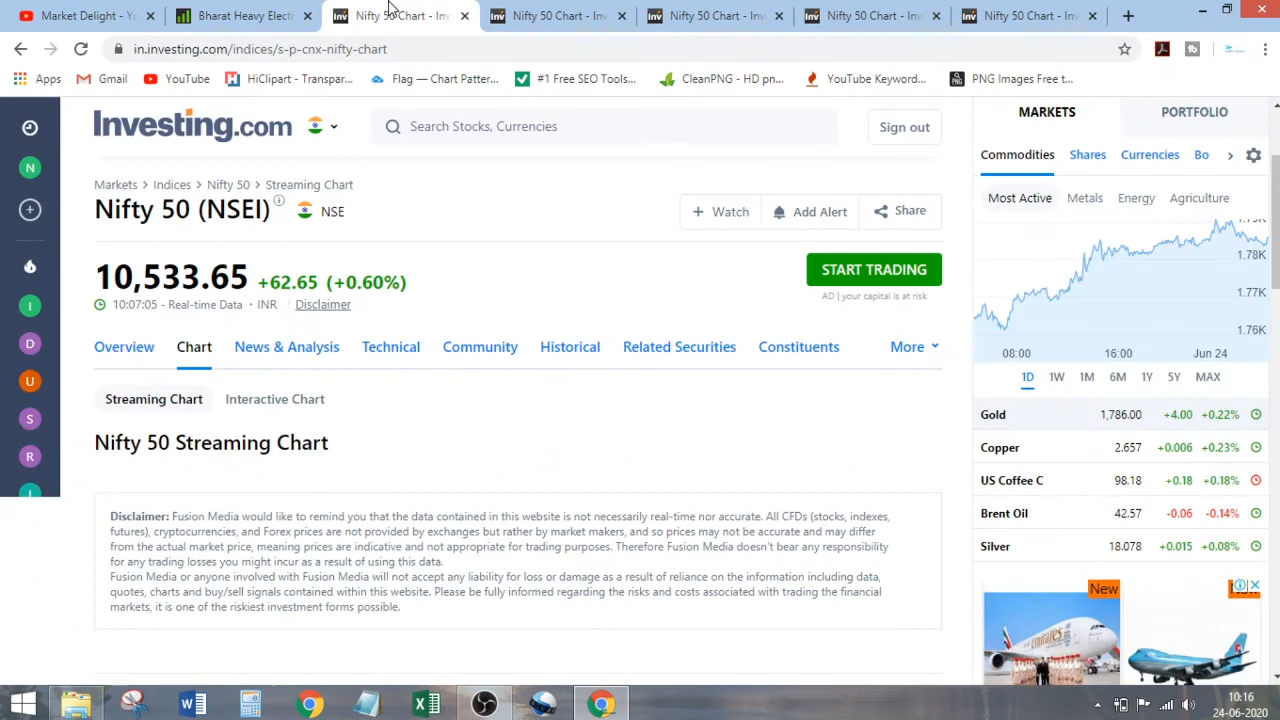 Market Delight - Yo
Bharat Heavy Electri
Nifty 50 Chart - Inv
Nifty 50 Chart - Inv
Nifty 50 Chart - Inv
Nifty 50 Chart - Inv
Nifty 50 Chart - Inv
in.investing.com/indices/s-p-cnx-nifty-chart
Apps
Gmail
YouTube
HiClipart - Transpar...
Flag — Chart Patter...
#1 Free SEO Tools...
CleanPNG - HD pn...
YouTube Keyword...
PNG Images Free t...
Investing.com
Search Stocks, Currencies
Sign out
N
I
D
U
S
R
Markets > Indices > Nifty 50 > Streaming Chart
Nifty 50 (NSEI)
NSE
+ Watch
Add Alert
Share
10,533.65 +62.65 (+0.60%)
10:07:05 - Real-time Data • INR
Disclaimer
START TRADING
AD | your capital is at risk
Overview
Chart
News & Analysis
Technical
Community
Historical
Related Securities
Constituents
More
Streaming Chart
Interactive Chart
Nifty 50 Streaming Chart
Disclaimer: Fusion Media would like to remind you that the data contained in this website is not necessarily real-time nor accurate. All CFDs (stocks, indexes,
futures), cryptocurrencies, and Forex prices are not provided by exchanges but rather by market makers, and so prices may not be accurate and may differ
from the actual market price, meaning prices are indicative and not appropriate for trading purposes. Therefore Fusion Media doesn't bear any responsibility
for any trading losses you might incur as a result of using this data.
Fusion Media or anyone involved with Fusion Media will not accept any liability for loss or damage as a result of reliance on the information including data,
quotes, charts and buy/sell signals contained within this website. Please be fully informed regarding the risks and costs associated with trading the financial
markets, it is one of the riskiest investment forms possible.
MARKETS
PORTFOLIO
Commodities
Shares
Currencies
Bo
Most Active
Metals
Energy
Agriculture
1.79K
1.78K
1.77K
1.76K
08:00
16:00
Jun 24
1D
1W
1M
6M
1Y
5Y
MAX
Gold 1,786.00 +4.00 +0.22%
Copper 2.657 +0.006 +0.23%
US Coffee C 98.18 +0.18 +0.18%
Brent Oil 42.57 -0.06 -0.14%
Silver 18.078 +0.015 +0.08%
New
Emirates
10:16
24-06-2020